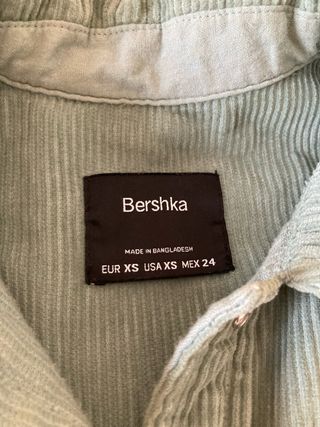 Bershka
MADE IN BANGLADESH
EUR XS USA XS MEX 24